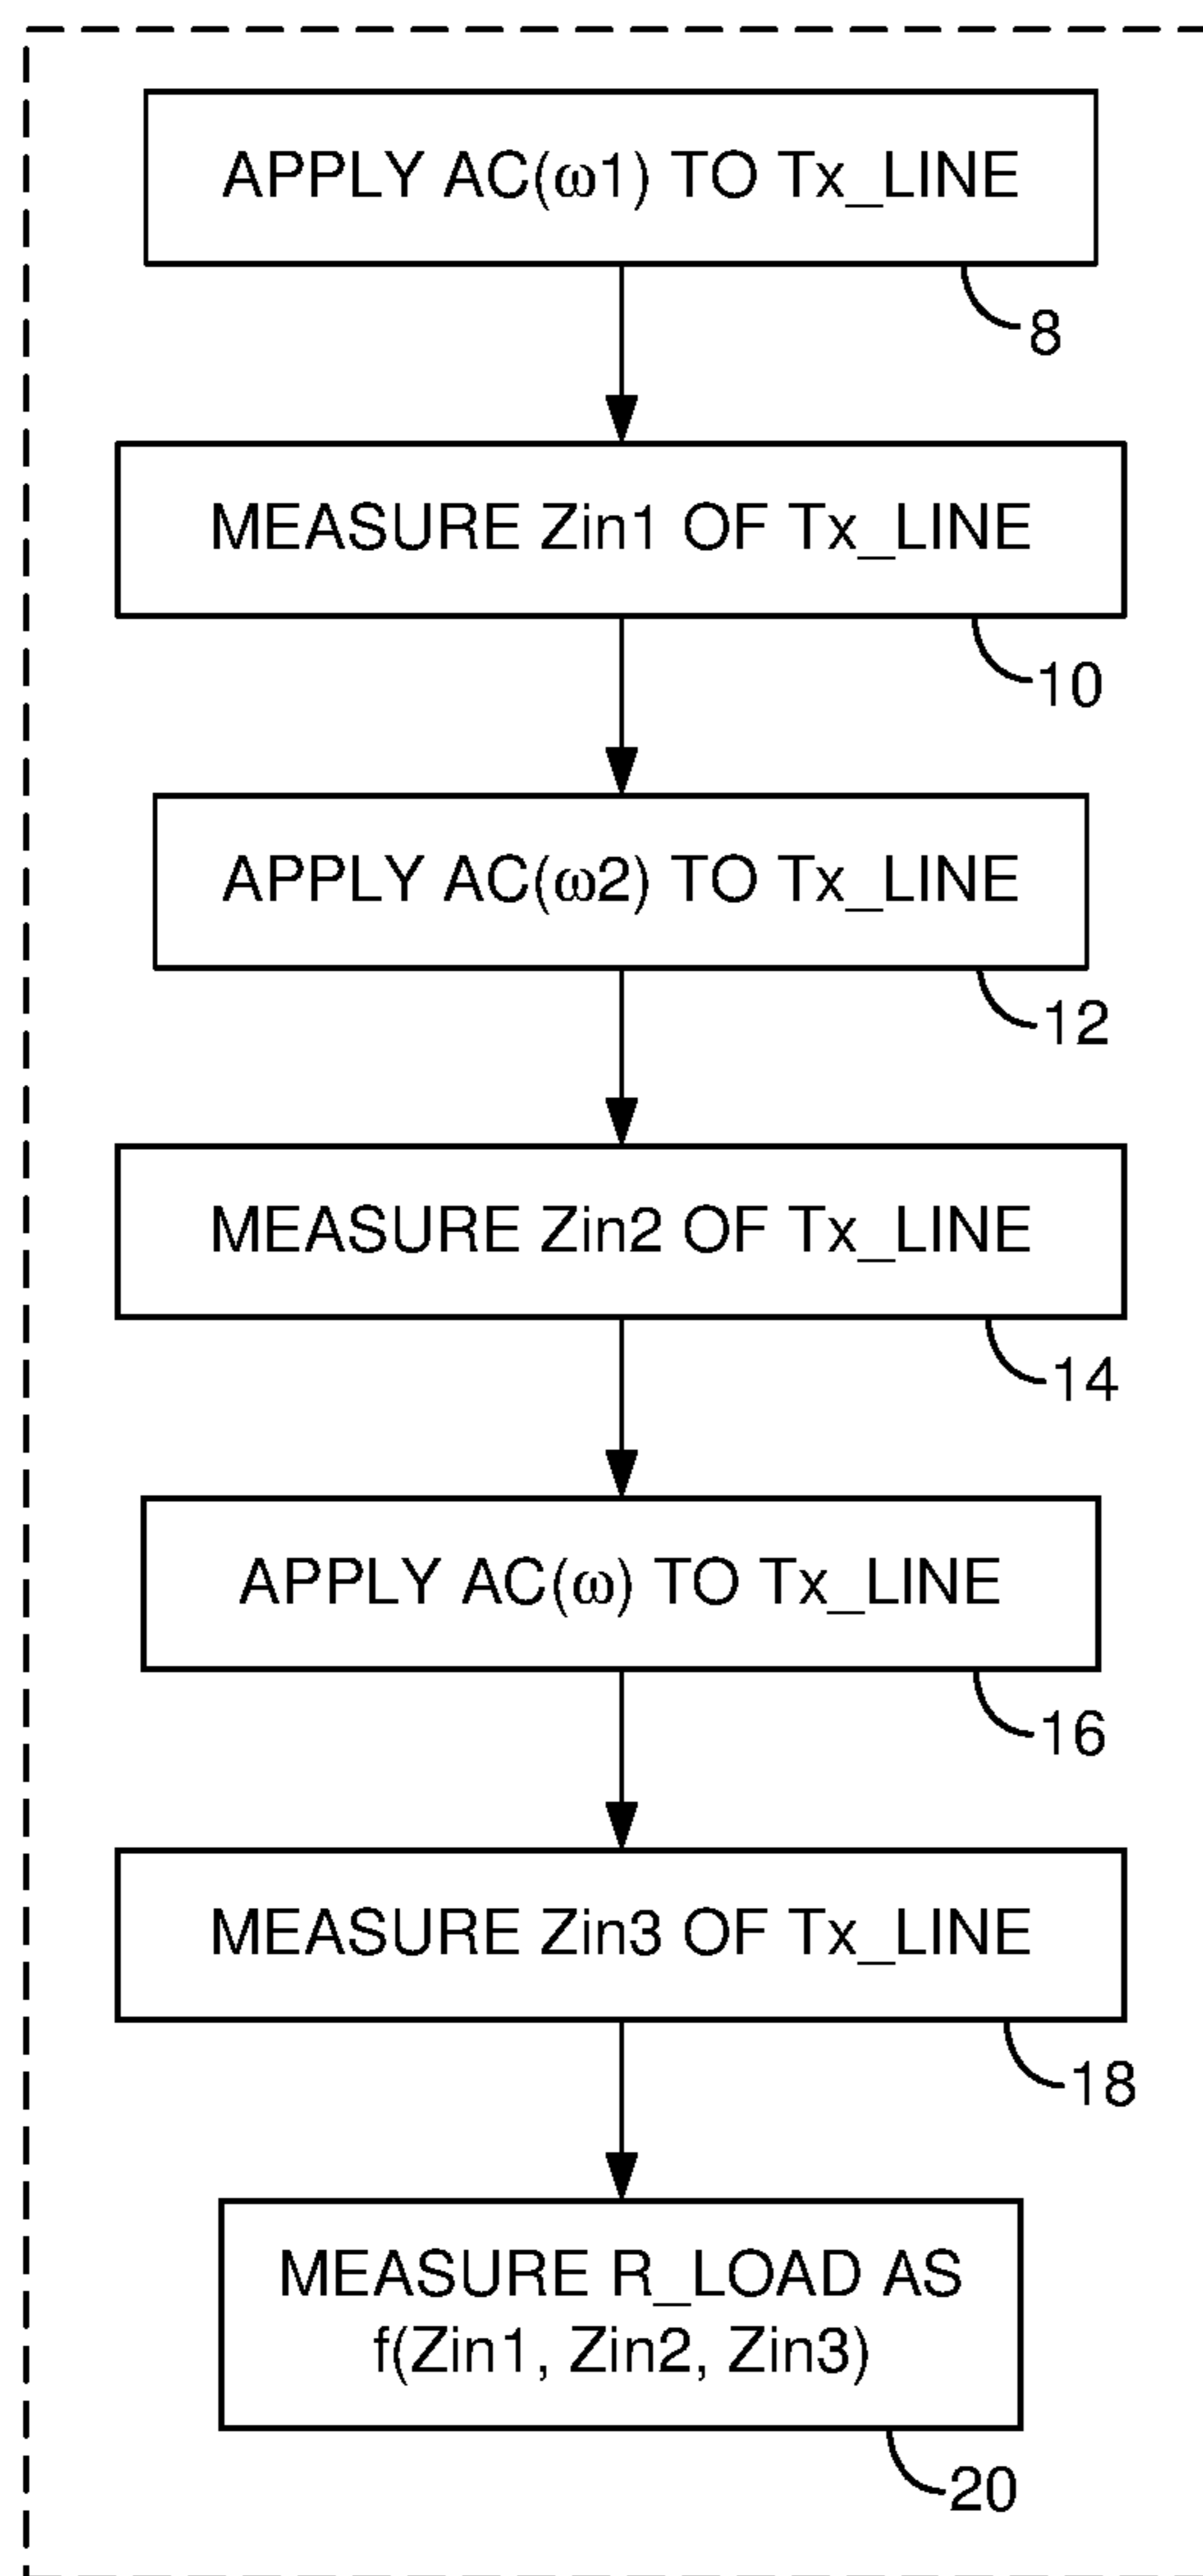 APPLY AC(ω1) TO Tx_LINE
8
MEASURE Zin1 OF Tx_LINE
10
APPLY AC(ω2) TO Tx_LINE
12
MEASURE Zin2 OF Tx_LINE
14
APPLY AC(ω) TO Tx_LINE
16
MEASURE Zin3 OF Tx_LINE
18
MEASURE R_LOAD AS
f(Zin1, Zin2, Zin3)
20